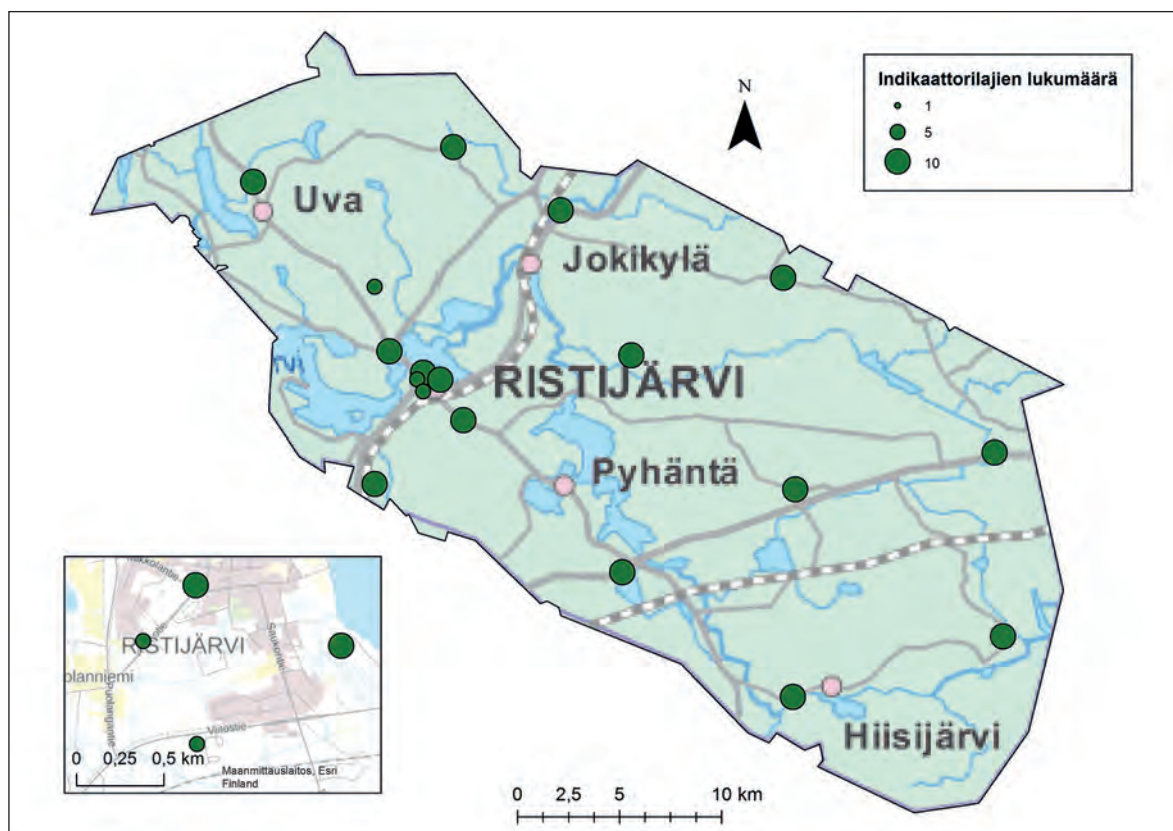 Indikaattorilajien lukumäärä
1
5
10
N
Uva
Jokikylä
RISTIJÄRVI
Pyhäntä
Hiisijärvi
RISTIJÄRVI
Viitostie
0 0,25 0,5 km
Maanmittauslaitos, Esri
Finland
0 2,5 5 10 km